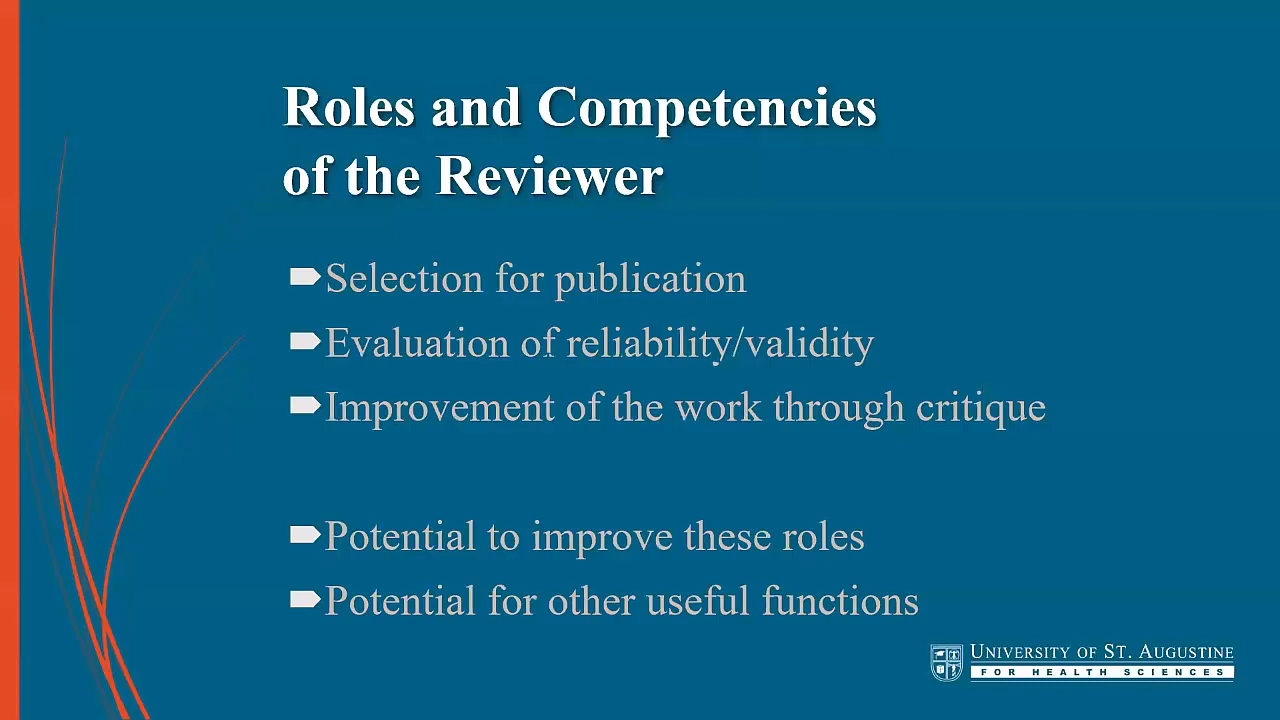 Roles and Competencies
of the Reviewer
Selection for publication
Evaluation of reliability/validity
Improvement of the work through critique
Potential to improve these roles
Potential for other useful functions
UNIVERSITY OF ST. AUGUSTINE
FOR HEALTH SCIENCES